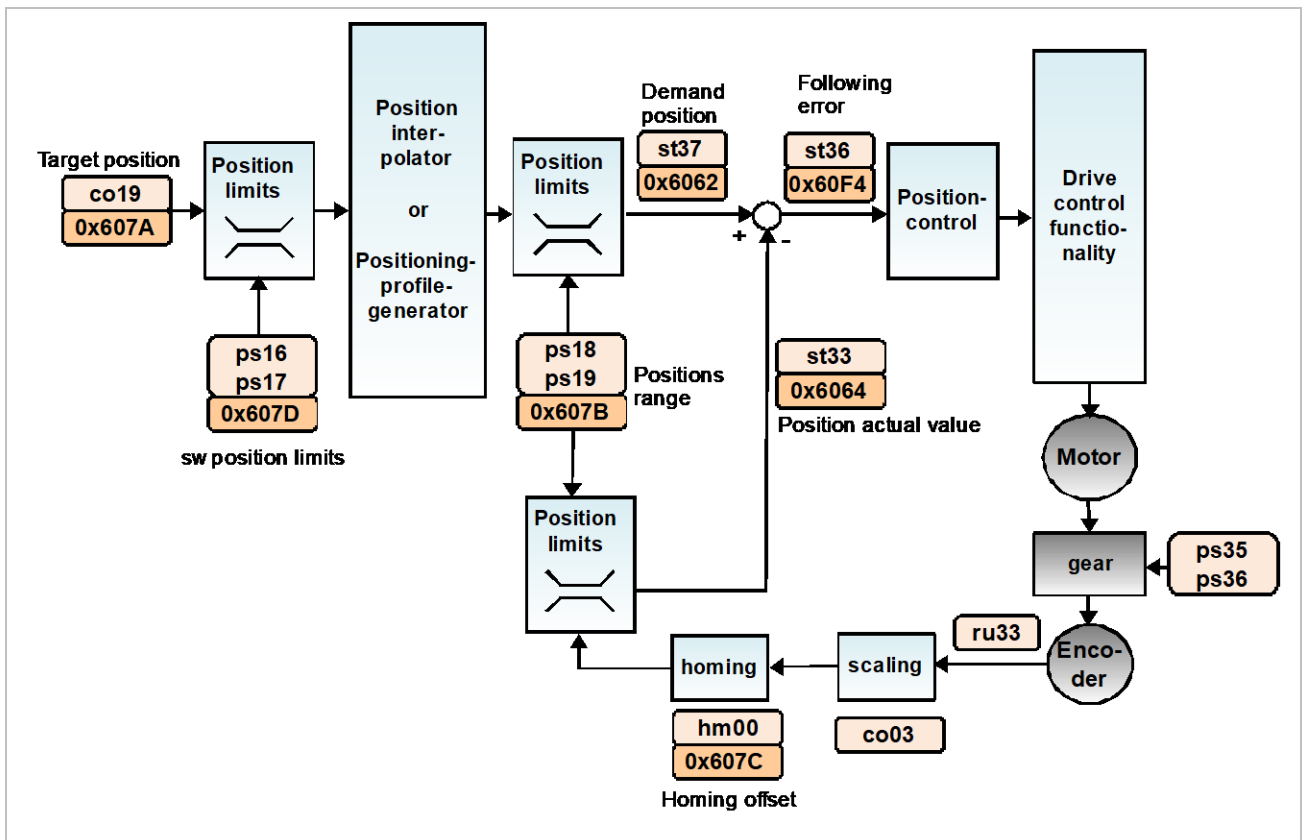 Target position
co19
0x607A
Position
limits
ps16
ps17
0x607D
sw position limits
Position
inter-
polator
or
Positioning-
profile-
generator
Position
limits
ps18
ps19
0x607B
Positions
range
Demand
position
st37
0x6062
+
-
Following
error
st36
0x60F4
Position-
control
Drive
control
functio-
nality
st33
0x6064
Position actual value
Motor
gear
ps35
ps36
Enco-
der
ru33
scaling
co03
homing
hm00
0x607C
Homing offset
Position
limits